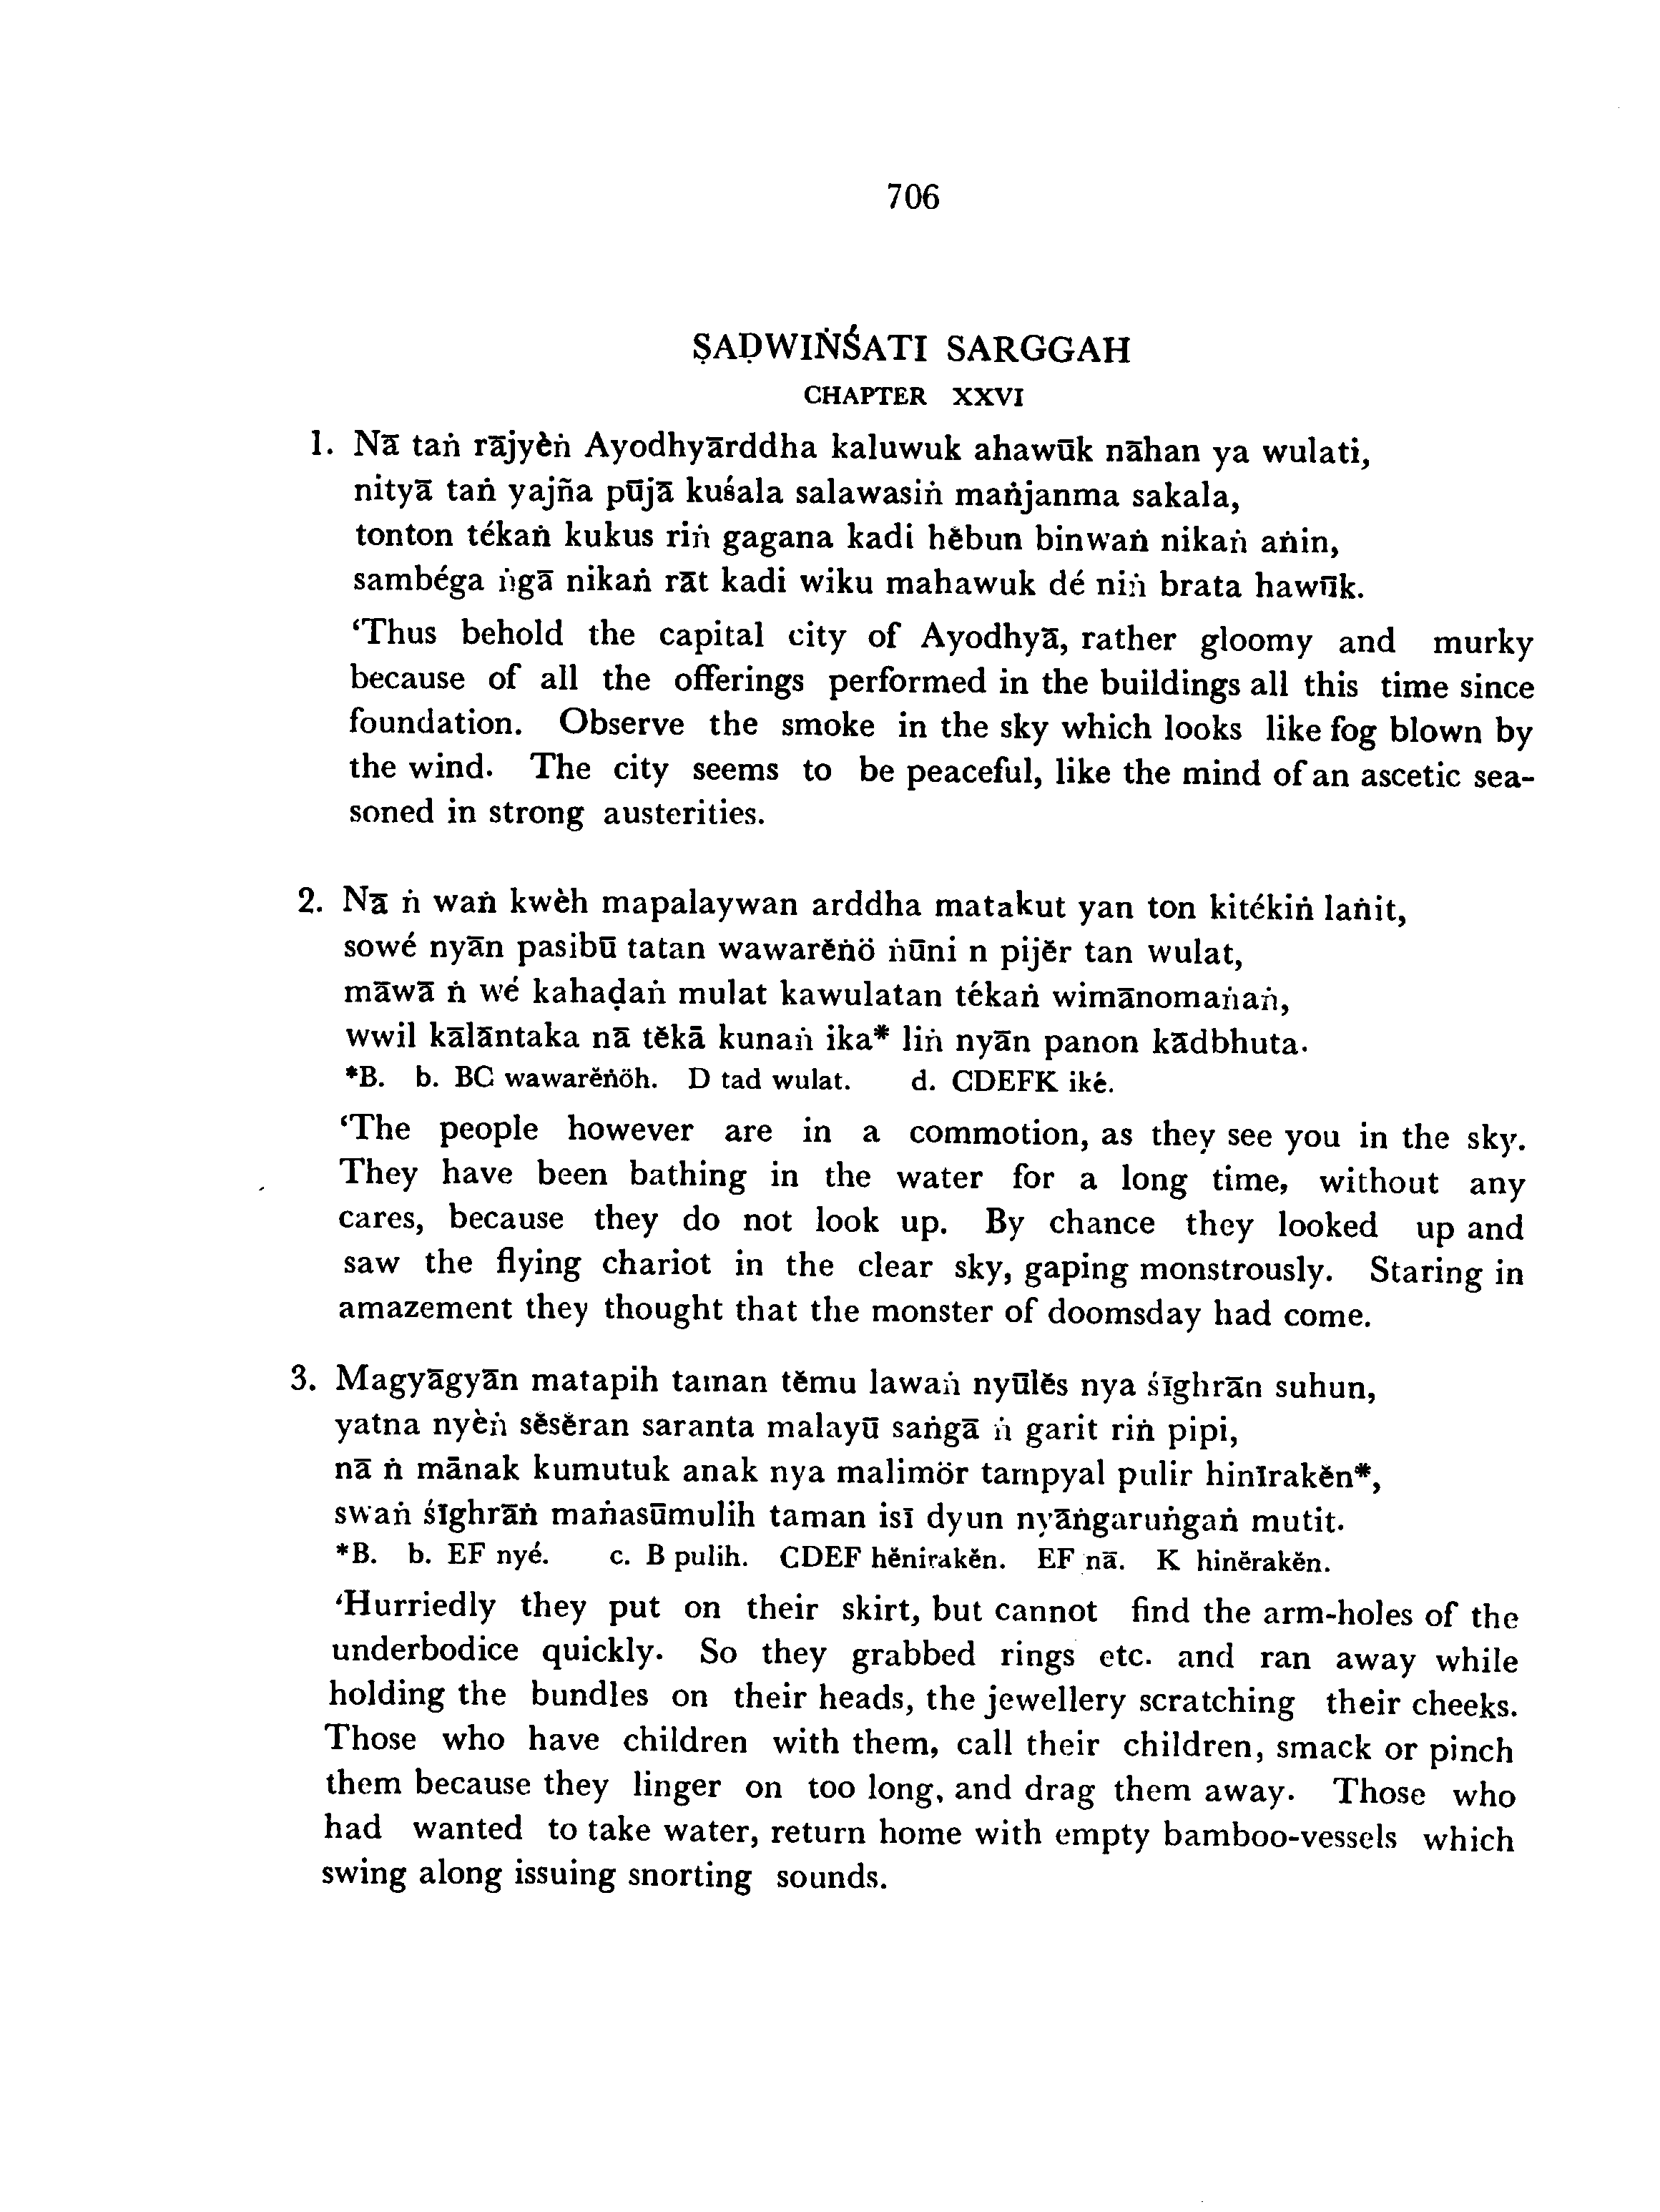 706
ṢAḌWIṄŚATI SARGGAH
CHAPTER XXVI
1. Nā taṅ rājyèṅ Ayodhyārddha kaluwuk ahawūk nāhan ya wulati,
nityā taṅ yajña pūjā kuśala salawasiṅ maṅjanma sakala,
tonton tékaṅ kukus riṅ gagana kadi hĕbun binwaṅ nikaṅ aṅin,
sambéga ṅgā nikaṅ rāt kadi wiku mahawuk dé niṅ brata hawūk.
‘Thus behold the capital city of Ayodhyā, rather gloomy and murky
because of all the offerings performed in the buildings all this time since
foundation. Observe the smoke in the sky which looks like fog blown by
the wind. The city seems to be peaceful, like the mind of an ascetic sea-
soned in strong austerities.
2. Nā ṅ waṅ kwèh mapalaywan arddha matakut yan ton kitékiṅ laṅit,
sowé nyān pasibū tatan wawarĕṅö ṅūni n pijĕr tan wulat,
māwā ṅ wé kahaḍaṅ mulat kawulatan tékaṅ wimānomaṅaṅ,
wwil kālāntaka nā tĕkā kunaṅ ika* liṅ nyān panon kādbhuta.
*B. b. BC wawarĕṅöh. D tad wulat. d. CDEFK iké.
‘The people however are in a commotion, as they see you in the sky.
They have been bathing in the water for a long time, without any
cares, because they do not look up. By chance they looked up and
saw the flying chariot in the clear sky, gaping monstrously. Staring in
amazement they thought that the monster of doomsday had come.
3. Magyāgyān matapih taman tĕmu lawaṅ nyūlĕs nya śīghrān suhun,
yatna nyèṅ sĕsĕran saranta malayū saṅgā ṅ garit riṅ pipi,
nā ṅ mānak kumutuk anak nya malimör tampyal pulir hinīrakĕn*,
swaṅ śīghrāṅ maṅasūmulih taman isī dyun nyāṅgaruṅgaṅ mutit.
*B. b. EF nyé. c. B pulih. CDEF hĕnirakĕn. EF nā. K hinĕrakĕn.
‘Hurriedly they put on their skirt, but cannot find the arm-holes of the
underbodice quickly. So they grabbed rings etc. and ran away while
holding the bundles on their heads, the jewellery scratching their cheeks.
Those who have children with them, call their children, smack or pinch
them because they linger on too long, and drag them away. Those who
had wanted to take water, return home with empty bamboo-vessels which
swing along issuing snorting sounds.